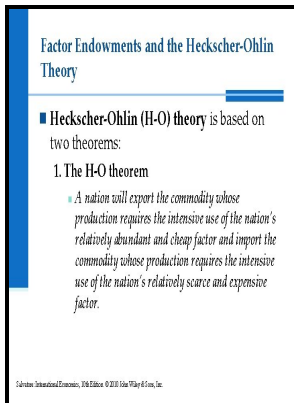 Factor Endowments and the Heckscher-Ohlin
Theory
Heckscher-Ohlin (H-O) theory is based on
two theorems:
1. The H-O theorem
A nation will export the commodity whose
production requires the intensive use of the nation's
relatively abundant and cheap factor and import the
commodity whose production requires the intensive
use of the nation's relatively scarce and expensive
factor.
Salvatore: International Economics, 10th Edition © 2010 John Wiley & Sons, Inc.